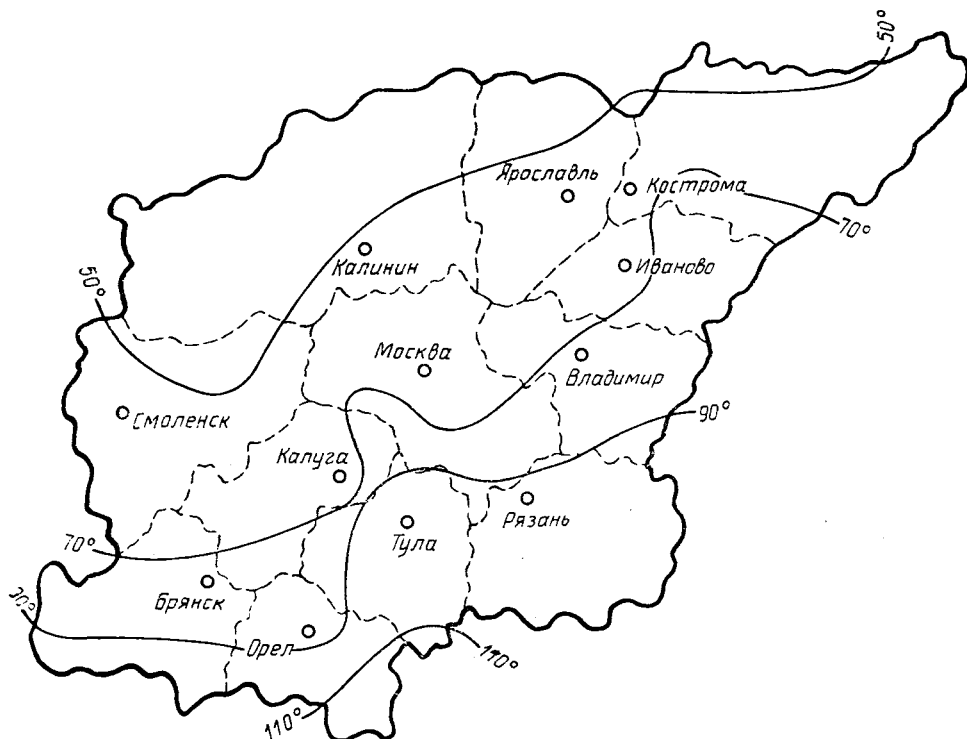 50°
Ярославль
Кострома
70°
Калинин
Иваново
50°
Москва
Владимир
Смоленск
90°
Калуга
Рязань
Тула
70°
Брянск
90°
Орел
110°
110°